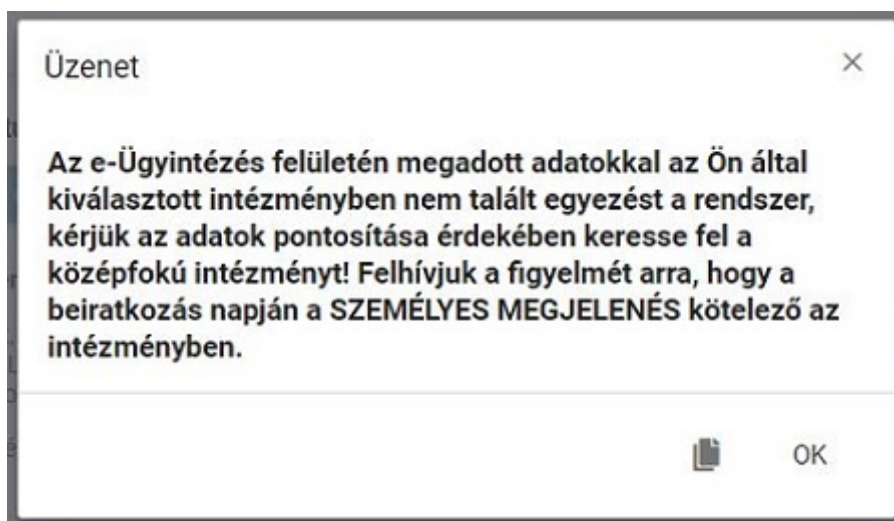 Üzenet
Az e-Ügyintézés felületén megadott adatokkal az Ön által
kiválasztott intézményben nem talált egyezést a rendszer,
kérjük az adatok pontosítása érdekében keresse fel a
középfokú intézményt! Felhívjuk a figyelmét arra, hogy a
beiratkozás napján a SZEMÉLYES MEGJELENÉS kötelező az
intézményben.
OK